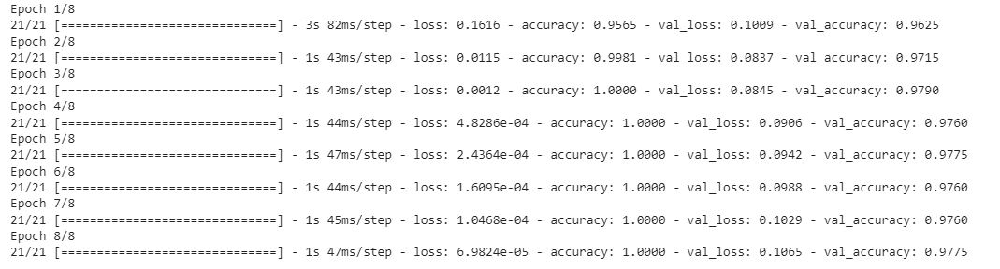 Epoch 1/8
21/21 [==============================] - 3s 82ms/step - loss: 0.1616 - accuracy: 0.9565 - val_loss: 0.1009 - val_accuracy: 0.9625
Epoch 2/8
21/21 [==============================] - 1s 43ms/step - loss: 0.0115 - accuracy: 0.9981 - val_loss: 0.0837 - val_accuracy: 0.9715
Epoch 3/8
21/21 [==============================] - 1s 43ms/step - loss: 0.0012 - accuracy: 1.0000 - val_loss: 0.0845 - val_accuracy: 0.9790
Epoch 4/8
21/21 [==============================] - 1s 44ms/step - loss: 4.8286e-04 - accuracy: 1.0000 - val_loss: 0.0906 - val_accuracy: 0.9760
Epoch 5/8
21/21 [==============================] - 1s 47ms/step - loss: 2.4364e-04 - accuracy: 1.0000 - val_loss: 0.0942 - val_accuracy: 0.9775
Epoch 6/8
21/21 [==============================] - 1s 44ms/step - loss: 1.6095e-04 - accuracy: 1.0000 - val_loss: 0.0988 - val_accuracy: 0.9760
Epoch 7/8
21/21 [==============================] - 1s 45ms/step - loss: 1.0468e-04 - accuracy: 1.0000 - val_loss: 0.1029 - val_accuracy: 0.9760
Epoch 8/8
21/21 [==============================] - 1s 47ms/step - loss: 6.9824e-05 - accuracy: 1.0000 - val_loss: 0.1065 - val_accuracy: 0.9775